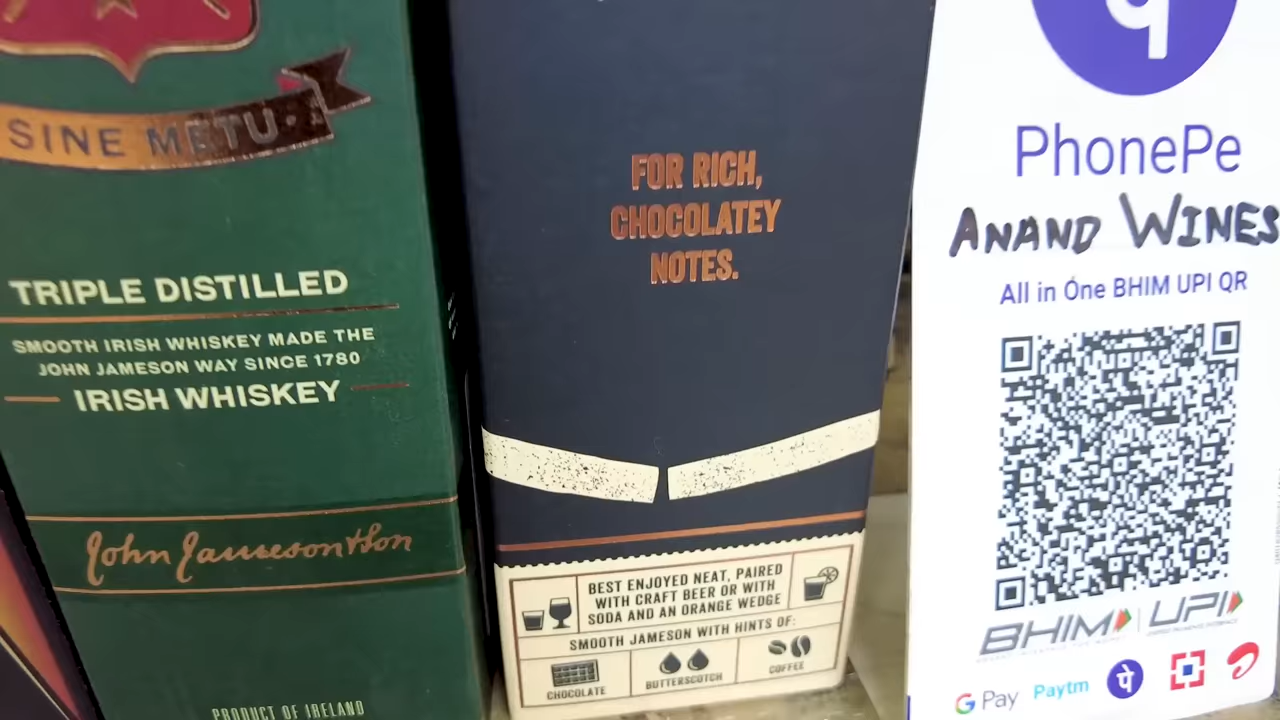 SINE METU
TRIPLE DISTILLED
SMOOTH IRISH WHISKEY MADE THE
JOHN JAMESON WAY SINCE 1780
IRISH WHISKEY
John Jameson & Son
PRODUCT OF IRELAND
FOR RICH,
CHOCOLATEY
NOTES.
BEST ENJOYED NEAT, PAIRED
WITH CRAFT BEER OR WITH
SODA AND AN ORANGE WEDGE
SMOOTH JAMESON WITH HINTS OF:
CHOCOLATE
BUTTERSCOTCH
COFFEE
पे
PhonePe
ANAND WINES
All in One BHIM UPI QR
BHIM UPI
G Pay Paytm पे